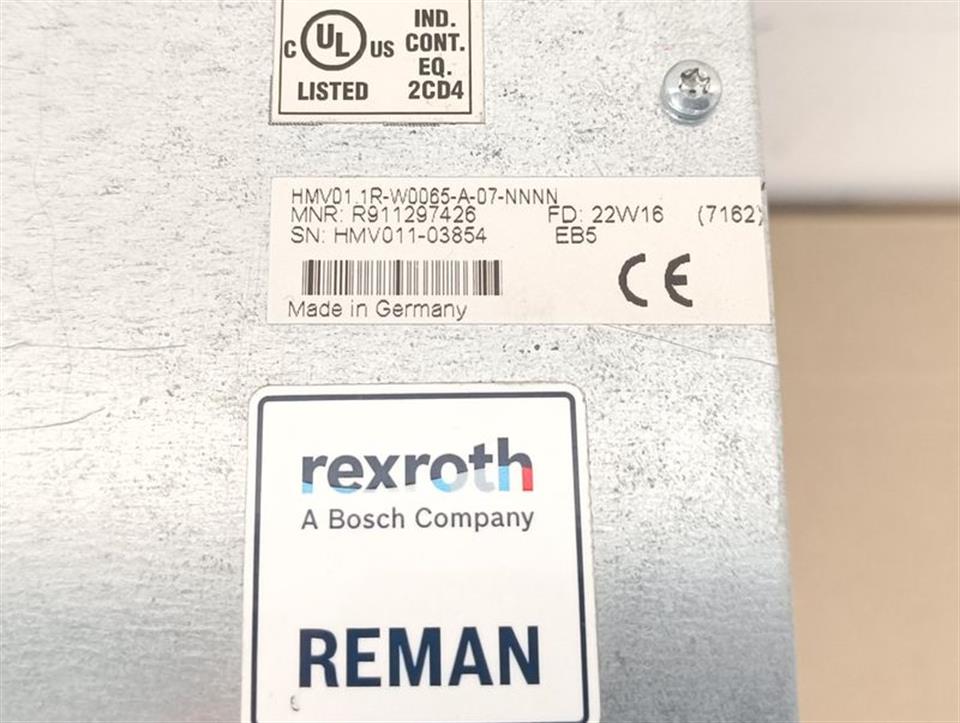 C UL US
LISTED
IND.
CONT.
EQ.
2CD4
HMV01.1R-W0065-A-07-NNNN
MNR: R911297426 FD: 22W16 (7162)
SN: HMV011-03854 EB5
CE
Made in Germany
rexroth
A Bosch Company
REMAN